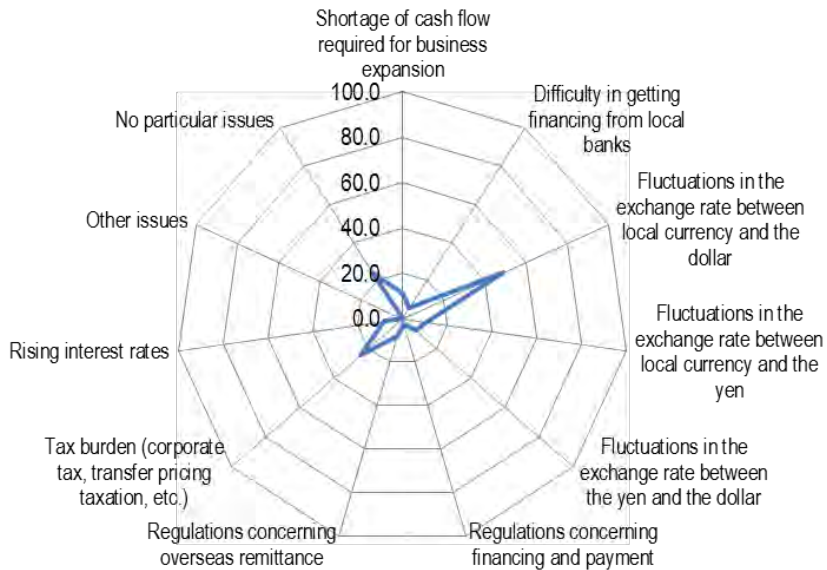 Shortage of cash flow
required for business
expansion
100.0
80.0
60.0
40.0
20.0
0.0
Difficulty in getting
financing from local
banks
Fluctuations in the
exchange rate between
local currency and the
dollar
Fluctuations in the
exchange rate between
local currency and the
yen
Fluctuations in the
exchange rate between
the yen and the dollar
Regulations concerning
financing and payment
Regulations concerning
overseas remittance
Tax burden (corporate
tax, transfer pricing
taxation, etc.)
Rising interest rates
Other issues
No particular issues